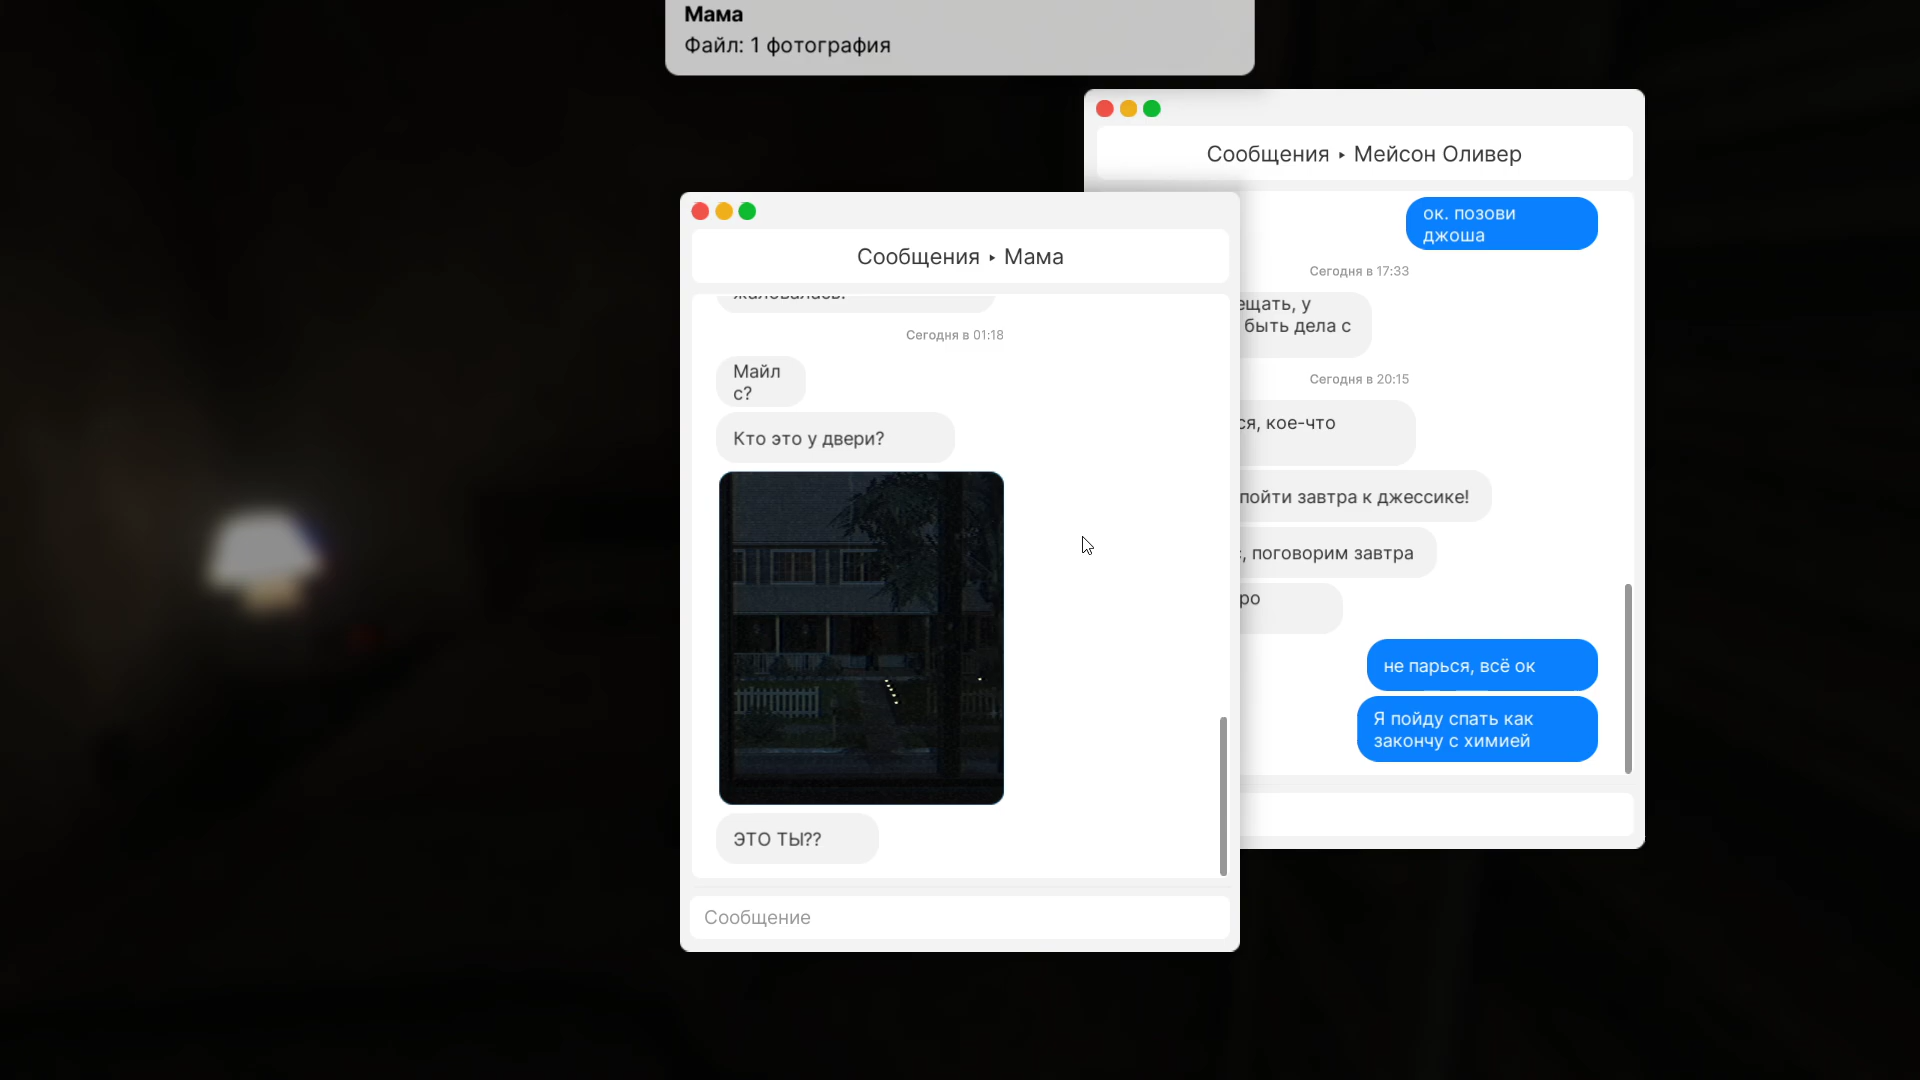 Мама
Файл: 1 фотография
Сообщения ▸ Мейсон Оливер
ок. позови
джоша
Сегодня в 17:33
ещать, у
быть дела с
Сегодня в 20:15
ся, кое-что
пойти завтра к джессике!
, поговорим завтра
ро
не парься, всё ок
Я пойду спать как
закончу с химией
Сообщения ▸ Мама
жаловалась!
Сегодня в 01:18
Майл
с?
Кто это у двери?
ЭТО ТЫ??
Сообщение